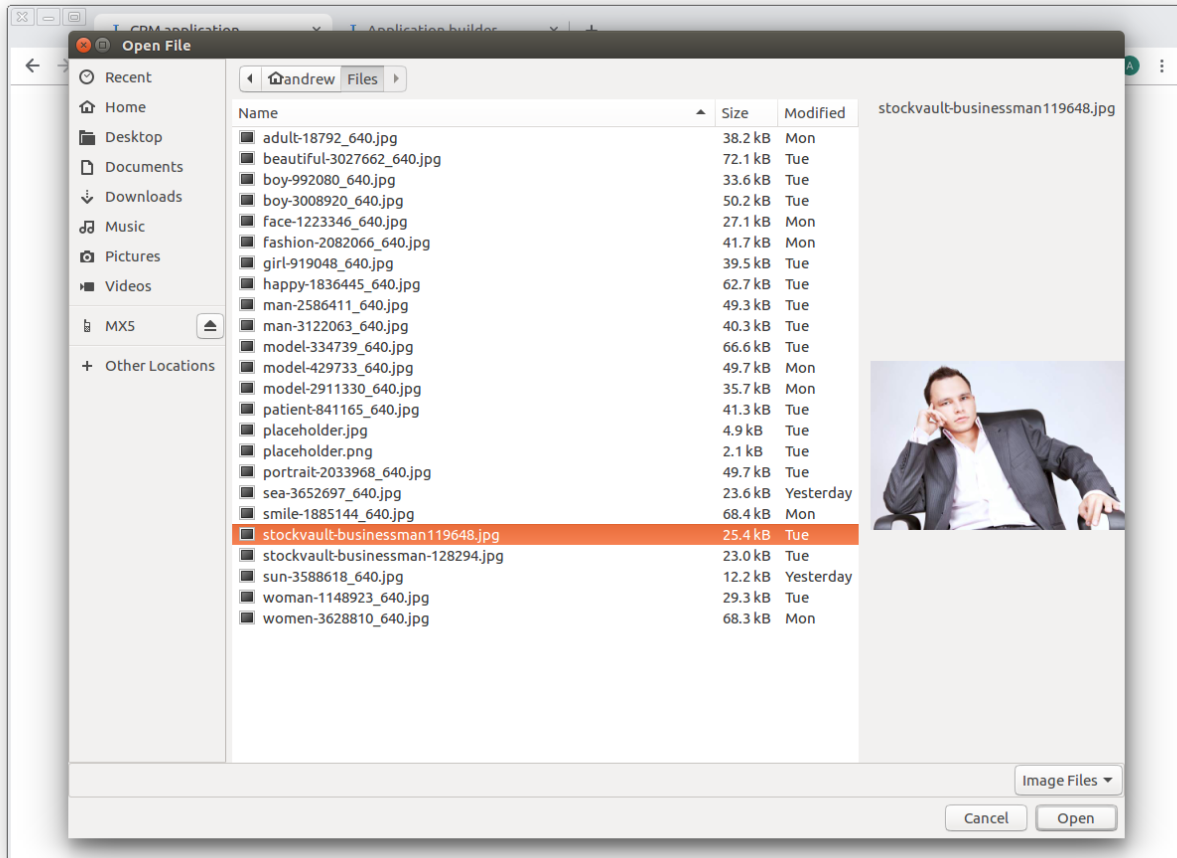 CRM application Application builder
Open File
A
Recent
Home
Desktop
Documents
Downloads
Music
Pictures
Videos
MX5
Other Locations
andrew Files
Name Size Modified
adult-18792_640.jpg 38.2 kB Mon
beautiful-3027662_640.jpg 72.1 kB Tue
boy-992080_640.jpg 33.6 kB Tue
boy-3008920_640.jpg 50.2 kB Tue
face-1223346_640.jpg 27.1 kB Mon
fashion-2082066_640.jpg 41.7 kB Mon
girl-919048_640.jpg 39.5 kB Tue
happy-1836445_640.jpg 62.7 kB Tue
man-2586411_640.jpg 49.3 kB Tue
man-3122063_640.jpg 40.3 kB Tue
model-334739_640.jpg 66.6 kB Tue
model-429733_640.jpg 49.7 kB Mon
model-2911330_640.jpg 35.7 kB Mon
patient-841165_640.jpg 41.3 kB Tue
placeholder.jpg 4.9 kB Tue
placeholder.png 2.1 kB Tue
portrait-2033968_640.jpg 49.7 kB Tue
sea-3652697_640.jpg 23.6 kB Yesterday
smile-1885144_640.jpg 68.4 kB Mon
stockvault-businessman119648.jpg 25.4 kB Tue
stockvault-businessman-128294.jpg 23.0 kB Tue
sun-3588618_640.jpg 12.2 kB Yesterday
woman-1148923_640.jpg 29.3 kB Tue
women-3628810_640.jpg 68.3 kB Mon
stockvault-businessman119648.jpg
Image Files
Cancel Open